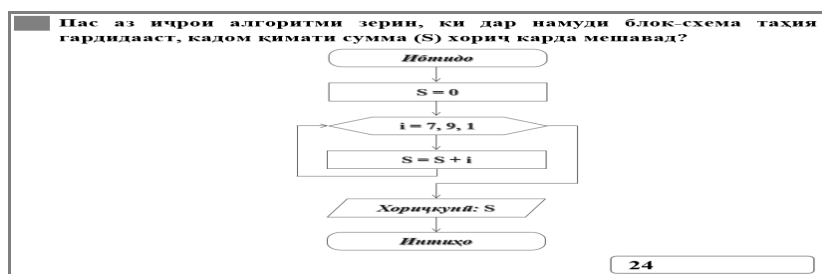 Пас аз иҷрои алгоритми зерин, ки дар намуди блок-схема таҳия
гардидааст, кадом қимати сумма (S) хориҷ карда мешавад?
Ибтидо
S = 0
i = 7, 9, 1
S = S + i
Хориҷкунӣ: S
Интиҳо
24